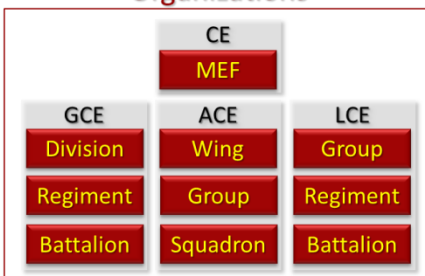 CE
MEF
GCE ACE LCE
Division Wing Group
Regiment Group Regiment
Battalion Squadron Battalion